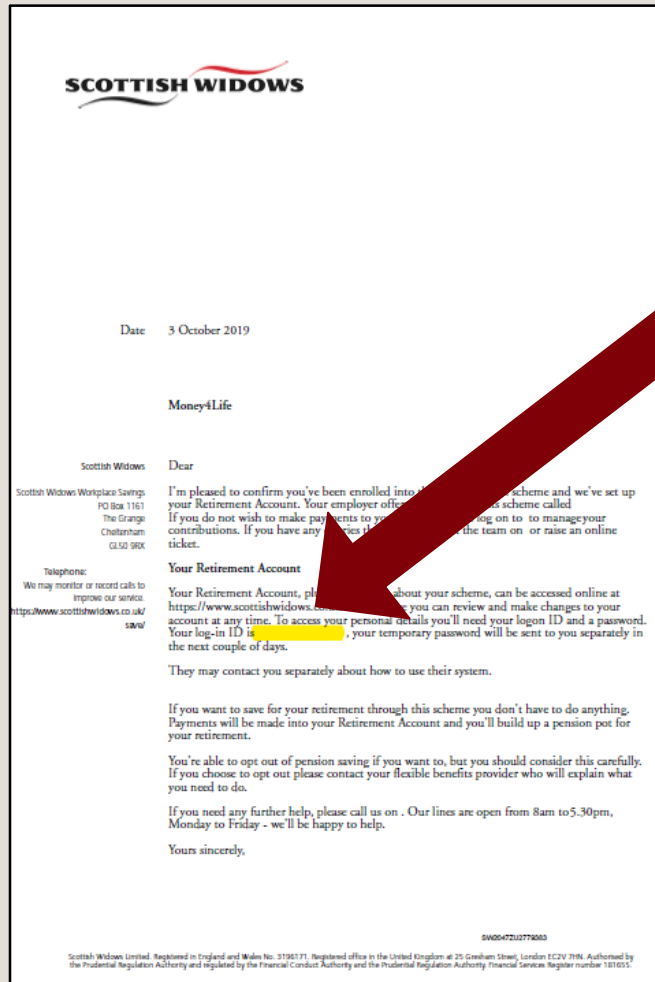 SCOTTISH WIDOWS
Date 3 October 2019
Money4Life
Scottish Widows
Scottish Widows Workplace Savings
PO Box 1161
The Grange
Cheltenham
GL50 9RX
Telephone:
We may monitor or record calls to
improve our service.
https://www.scottishwidows.co.uk/
save/
Dear
I'm pleased to confirm you've been enrolled into scheme and we've set up
your Retirement Account. Your employer scheme called
If you do not wish to make payments to log on to to manageyour
contributions. If you have any the team on or raise an online
ticket.
Your Retirement Account
Your Retirement Account, about your scheme, can be accessed online at
https://www.scottishwidows. you can review and make changes to your
account at any time. To access your personal details you'll need your logon ID and a password.
Your log-in ID is , your temporary password will be sent to you separately in
the next couple of days.
They may contact you separately about how to use their system.
If you want to save for your retirement through this scheme you don't have to do anything.
Payments will be made into your Retirement Account and you'll build up a pension pot for
your retirement.
You're able to opt out of pension saving if you want to, but you should consider this carefully.
If you choose to opt out please contact your flexible benefits provider who will explain what
you need to do.
If you need any further help, please call us on . Our lines are open from 8am to5.30pm,
Monday to Friday - we'll be happy to help.
Yours sincerely,
Scottish Widows Limited. Registered in England and Wales No. 3196171. Registered office in the United Kingdom at 25 Gresham Street, London EC2V 7HN. Authorised by
the Prudential Regulation Authority and regulated by the Financial Conduct Authority and the Prudential Regulation Authority. Financial Services Register number 181655.